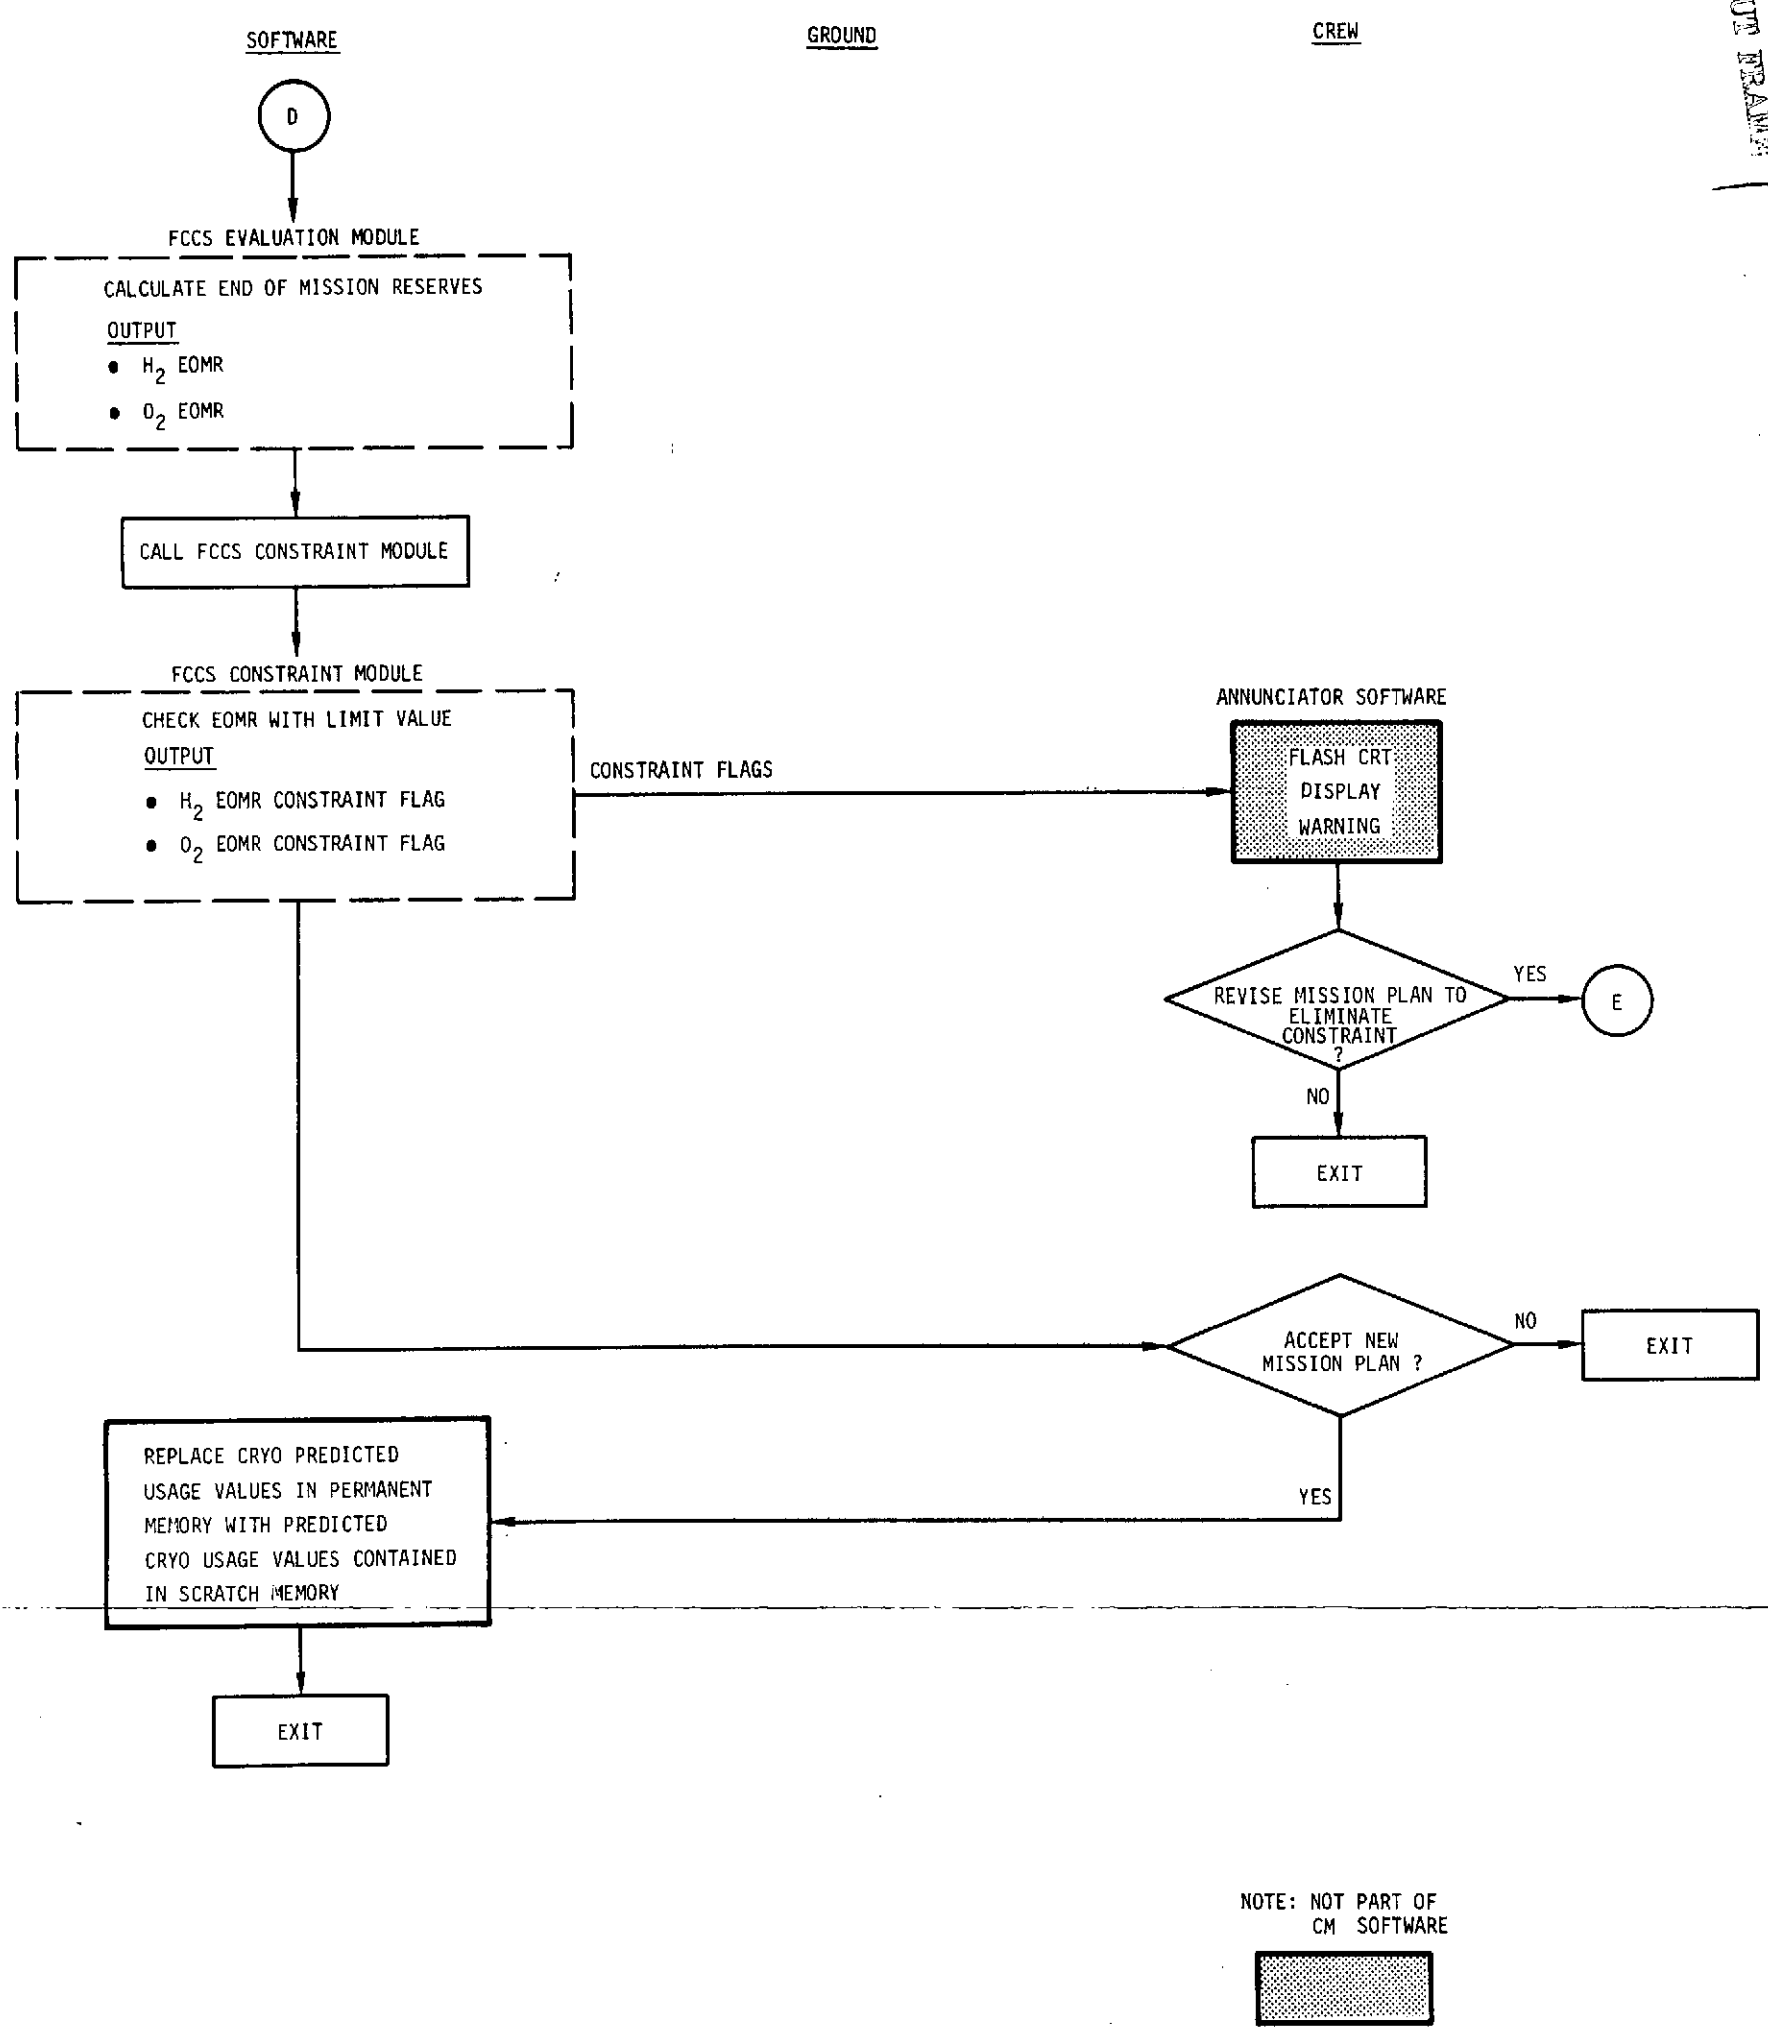 SOFTWARE
GROUND
CREW
D
FCCS EVALUATION MODULE
CALCULATE END OF MISSION RESERVES
OUTPUT
● H2 EOMR
● O2 EOMR
CALL FCCS CONSTRAINT MODULE
FCCS CONSTRAINT MODULE
CHECK EOMR WITH LIMIT VALUE
OUTPUT
● H2 EOMR CONSTRAINT FLAG
● O2 EOMR CONSTRAINT FLAG
CONSTRAINT FLAGS
ANNUNCIATOR SOFTWARE
FLASH CRT
DISPLAY
WARNING
REVISE MISSION PLAN TO
ELIMINATE
CONSTRAINT
?
YES
E
NO
EXIT
ACCEPT NEW
MISSION PLAN ?
NO
EXIT
YES
REPLACE CRYO PREDICTED
USAGE VALUES IN PERMANENT
MEMORY WITH PREDICTED
CRYO USAGE VALUES CONTAINED
IN SCRATCH MEMORY
EXIT
NOTE: NOT PART OF
CM SOFTWARE